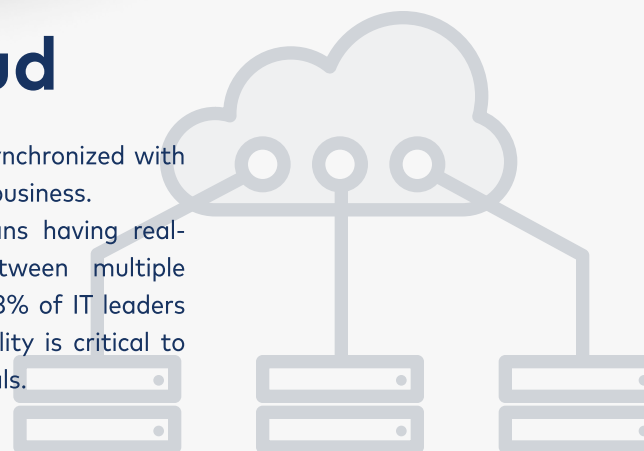 ud
nchronized with
business.
ns having real-
tween multiple
3% of IT leaders
lity is critical to
ls.